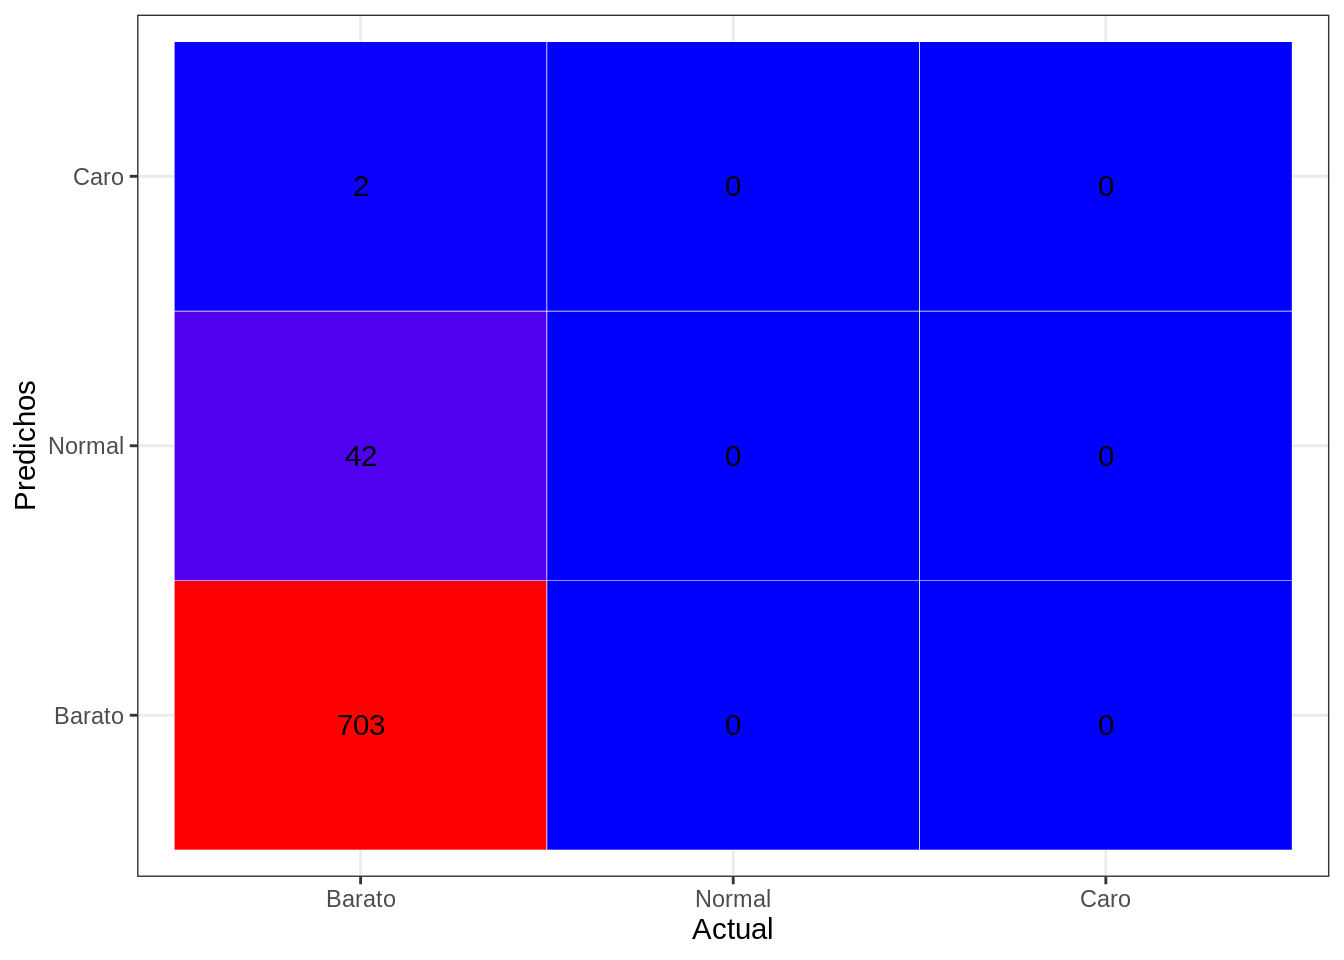 Caro
2 0 0
Normal
42 0 0
Barato
703 0 0
Barato Normal Caro
Actual
Predichos